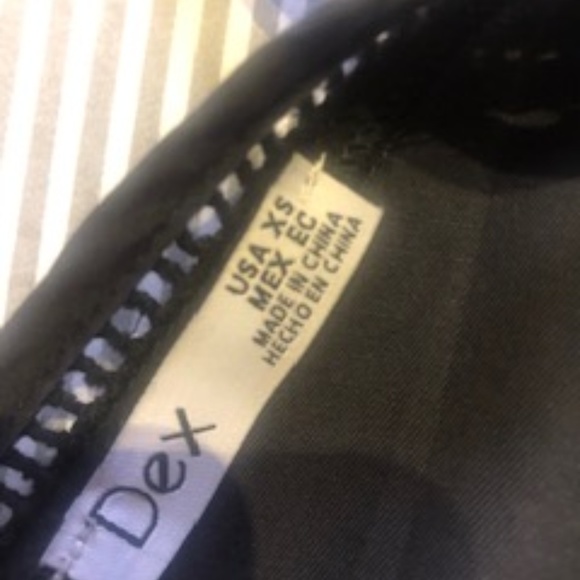 Dex
USA XS
MEX EC
MADE IN CHINA
HECHO EN CHINA